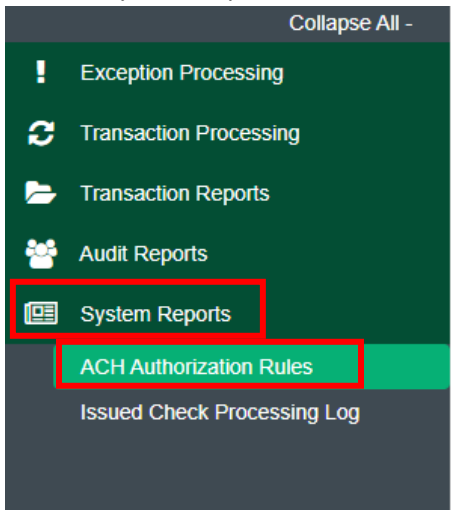 Collapse All -
Exception Processing
Transaction Processing
Transaction Reports
Audit Reports
System Reports
ACH Authorization Rules
Issued Check Processing Log